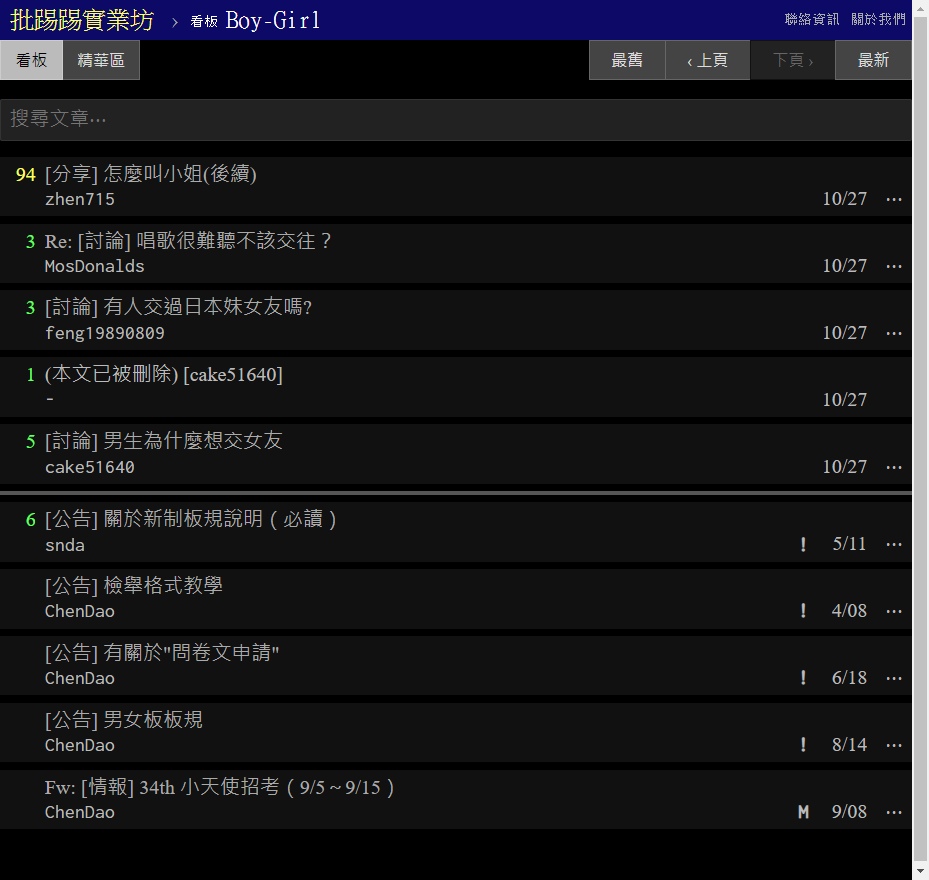 批踢踢實業坊 › 看板 Boy-Girl 聯絡資訊 關於我們
看板 精華區 最舊 ‹ 上頁 下頁 › 最新
搜尋文章⋯
94 [分享] 怎麼叫小姐(後續)
zhen715 10/27 ⋯
3 Re: [討論] 唱歌很難聽不該交往？
MosDonalds 10/27 ⋯
3 [討論] 有人交過日本妹女友嗎?
feng19890809 10/27 ⋯
1 (本文已被刪除) [cake51640]
- 10/27
5 [討論] 男生為什麼想交女友
cake51640 10/27 ⋯
6 [公告] 關於新制板規說明（必讀）
snda ! 5/11 ⋯
[公告] 檢舉格式教學
ChenDao ! 4/08 ⋯
[公告] 有關於"問卷文申請"
ChenDao ! 6/18 ⋯
[公告] 男女板板規
ChenDao ! 8/14 ⋯
Fw: [情報] 34th 小天使招考（9/5～9/15）
ChenDao M 9/08 ⋯